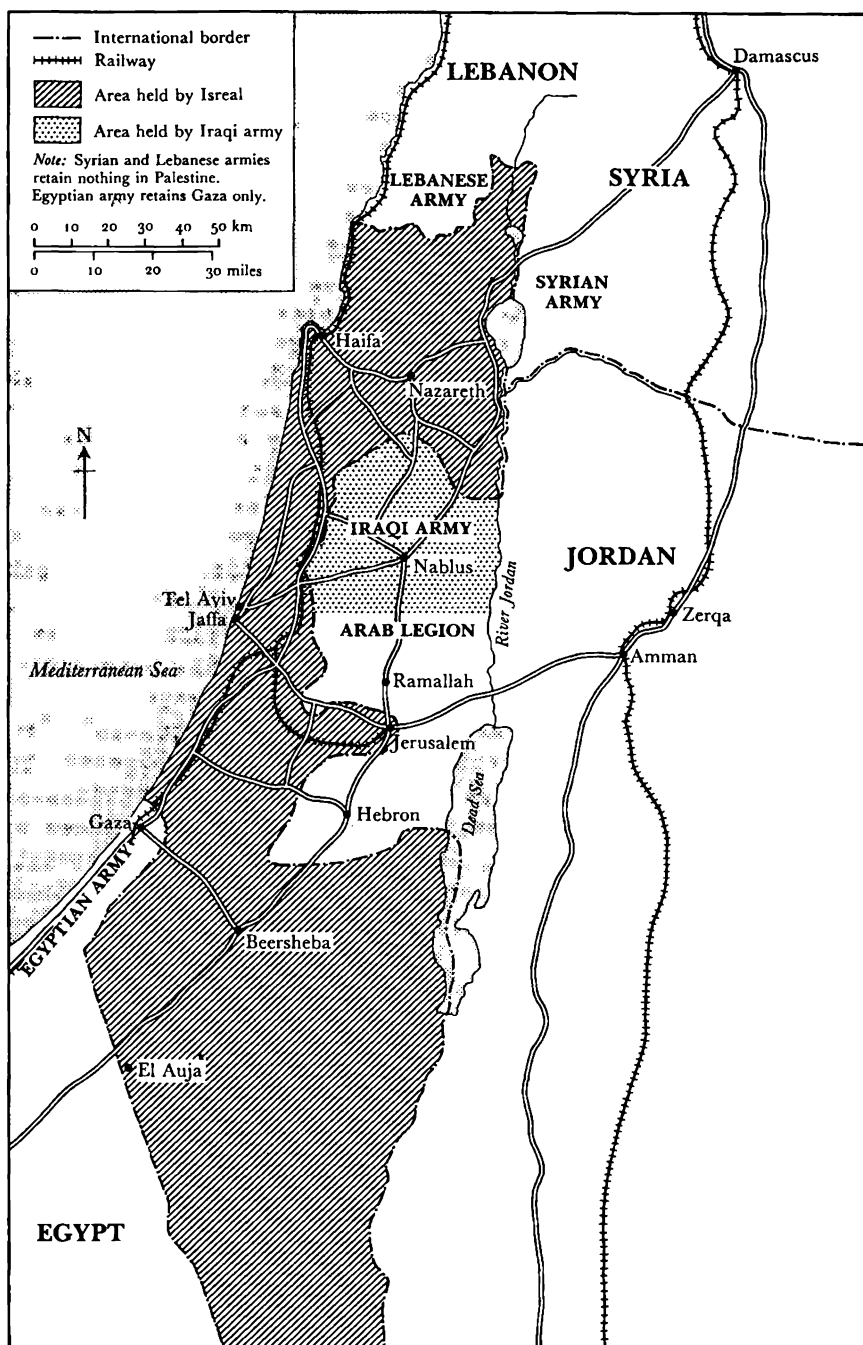 International border
Railway
Area held by Isreal
Area held by Iraqi army
Note: Syrian and Lebanese armies
retain nothing in Palestine.
Egyptian army retains Gaza only.
0 10 20 30 40 50 km
0 10 20 30 miles
LEBANON
Damascus
LEBANESE
ARMY
SYRIA
SYRIAN
ARMY
Haifa
Nazareth
N
IRAQI ARMY
Nablus
JORDAN
Tel Aviv
Jaffa
ARAB LEGION
River Jordan
Zerqa
Amman
Mediterranean Sea
Ramallah
Jerusalem
Dead Sea
Hebron
Gaza
EGYPTIAN ARMY
Beersheba
El Auja
EGYPT